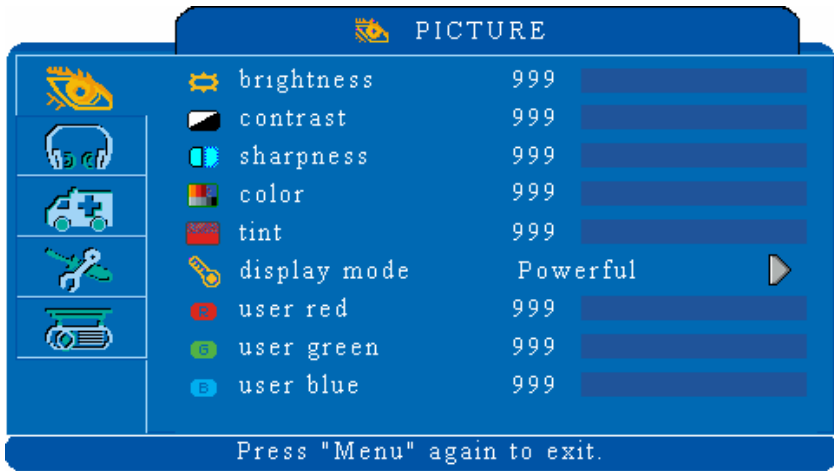 PICTURE
brightness 999
contrast 999
sharpness 999
color 999
tint 999
display mode Powerful
R user red 999
G user green 999
B user blue 999
Press "Menu" again to exit.